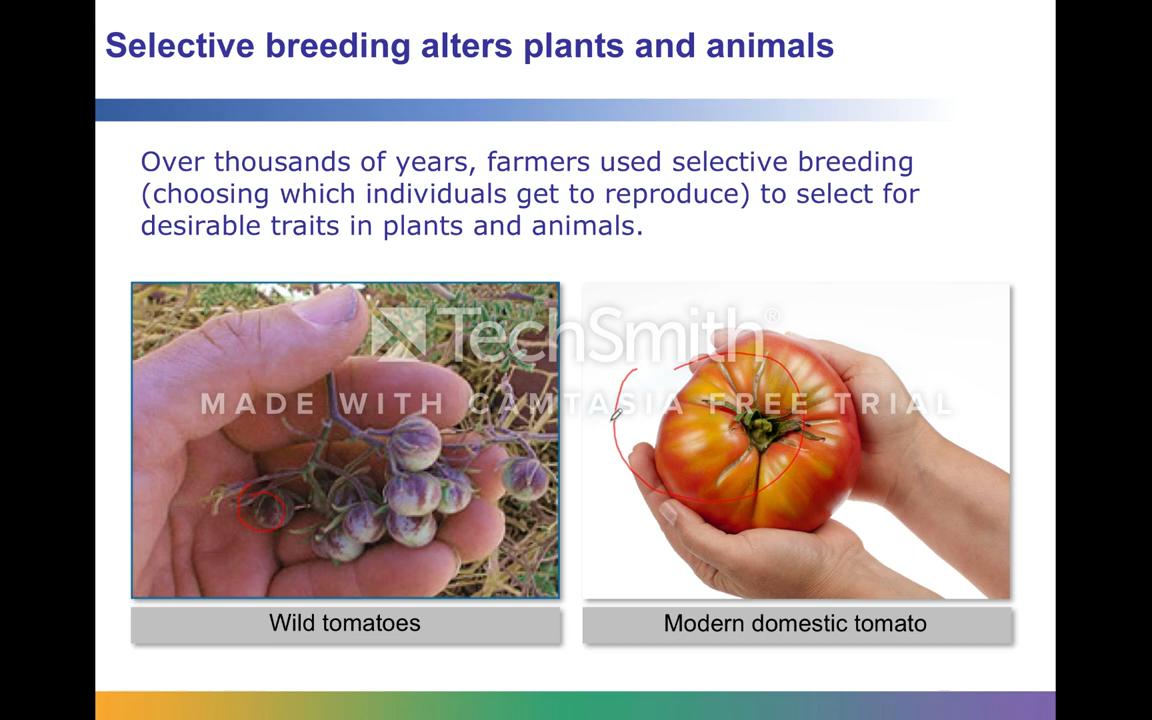 Selective breeding alters plants and animals
Over thousands of years, farmers used selective breeding
(choosing which individuals get to reproduce) to select for
desirable traits in plants and animals.
TechSmith®
MADE WITH CAMTASIA FREE TRIAL
Wild tomatoes
Modern domestic tomato